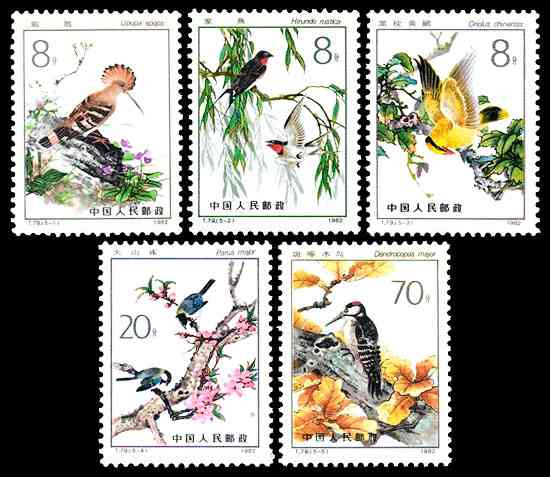 戴胜 Upupa epops
8分
中国人民邮政
T.79.(5-1) 1982
家燕 Hirundo rustica
8分
中国人民邮政
T.79.(5-2) 1982
黑枕黄鹂 Oriolus chinensis
8分
中国人民邮政
T.79.(5-3) 1982
大山雀 Parus major
20分
中国人民邮政
T.79.(5-4) 1982
斑啄木鸟 Dendrocopos major
70分
中国人民邮政
T.79.(5-5) 1982